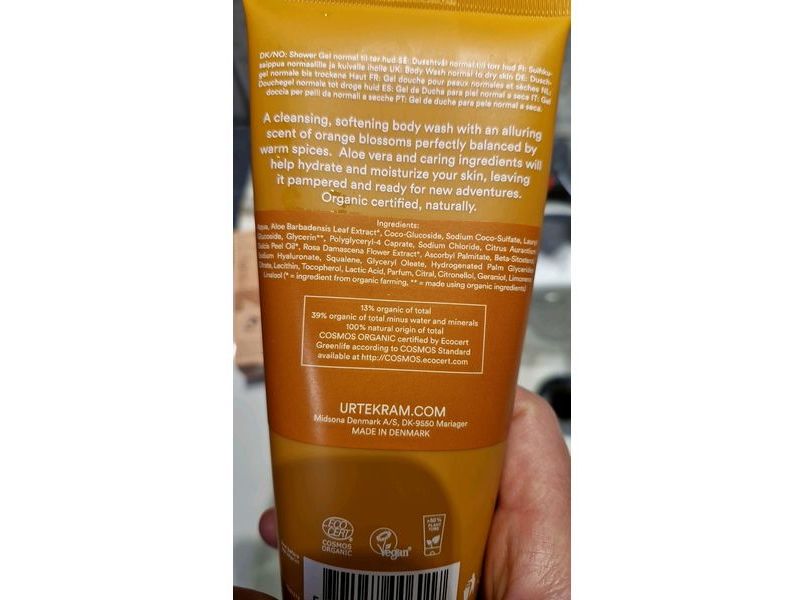 DK/NO: Shower Gel normal til tør hud SE: Duschtvål normal till torr hud FI: Suihku-
saippua normaalille ja kuivalle iholle UK: Body Wash normal to dry skin DE: Dusch-
gel normale bis trockene Haut FR: Gel douche pour peaux normales et sèches NL:
Douchegel normale tot droge huid ES: Gel de Ducha para piel normal a seca IT: Gel
doccia per pelli da normali a secche PT: Gel de duche para pele normal a seca.
A cleansing, softening body wash with an alluring
scent of orange blossoms perfectly balanced by
warm spices. Aloe vera and caring ingredients will
help hydrate and moisturize your skin, leaving
it pampered and ready for new adventures.
Organic certified, naturally.
Ingredients:
Aqua, Aloe Barbadensis Leaf Extract*, Coco-Glucoside, Sodium Coco-Sulfate, Lauryl
Glucoside, Glycerin**, Polyglyceryl-4 Caprate, Sodium Chloride, Citrus Aurantium
Dulcis Peel Oil*, Rosa Damascena Flower Extract*, Ascorbyl Palmitate, Beta-Sitosterol,
Sodium Hyaluronate, Squalene, Glyceryl Oleate, Hydrogenated Palm Glycerides
Citrate, Lecithin, Tocopherol, Lactic Acid, Parfum, Citral, Citronellol, Geraniol, Limonene,
Linalool (* = ingredient from organic farming, ** = made using organic ingredients)
13% organic of total
39% organic of total minus water and minerals
100% natural origin of total
COSMOS ORGANIC certified by Ecocert
Greenlife according to COSMOS Standard
available at http://COSMOS.ecocert.com
URTEKRAM.COM
Midsona Denmark A/S, DK-9550 Mariager
MADE IN DENMARK
ECO
CERT
COSMOS
ORGANIC
Vegan
>50%
PLANT
TUBE